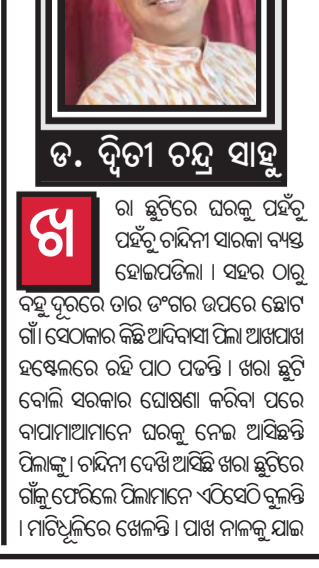 ଡ. ଦ୍ଵିତୀ ଚନ୍ଦ୍ର ସାହୁ
ଖରା ଛୁଟିରେ ଘରକୁ ପହଁଚୁ
ପହଁଚୁ ଚାନ୍ଦିନୀ ସାରକା ବ୍ୟସ୍ତ
ହୋଇପଡିଲା । ସହର ଠାରୁ
ବହୁ ଦୂରରେ ତାର ଡଂଗର ଉପରେ ଛୋଟ
ଗାଁ । ସେଠାକାର କିଛି ଆଦିବାସୀ ପିଲା ଆଖପାଖ
ହଷ୍ଟେଲରେ ରହି ପାଠ ପଢନ୍ତି । ଖରା ଛୁଟି
ବୋଲି ସରକାର ଘୋଷଣା କରିବା ପରେ
ବାପାମାଆମାନେ ଘରକୁ ନେଇ ଆସିଛନ୍ତି
ପିଲାଙ୍କୁ । ଚାନ୍ଦିନୀ ଦେଖି ଆସିଛି ଖରା ଛୁଟିରେ
ଗାଁକୁ ଫେରିଲେ ପିଲାମାନେ ଏଠିସେଠି ବୁଲନ୍ତି
। ମାଟିଧୂଳିରେ ଖେଳନ୍ତି । ପାଖ ନାଳକୁ ଯାଇ